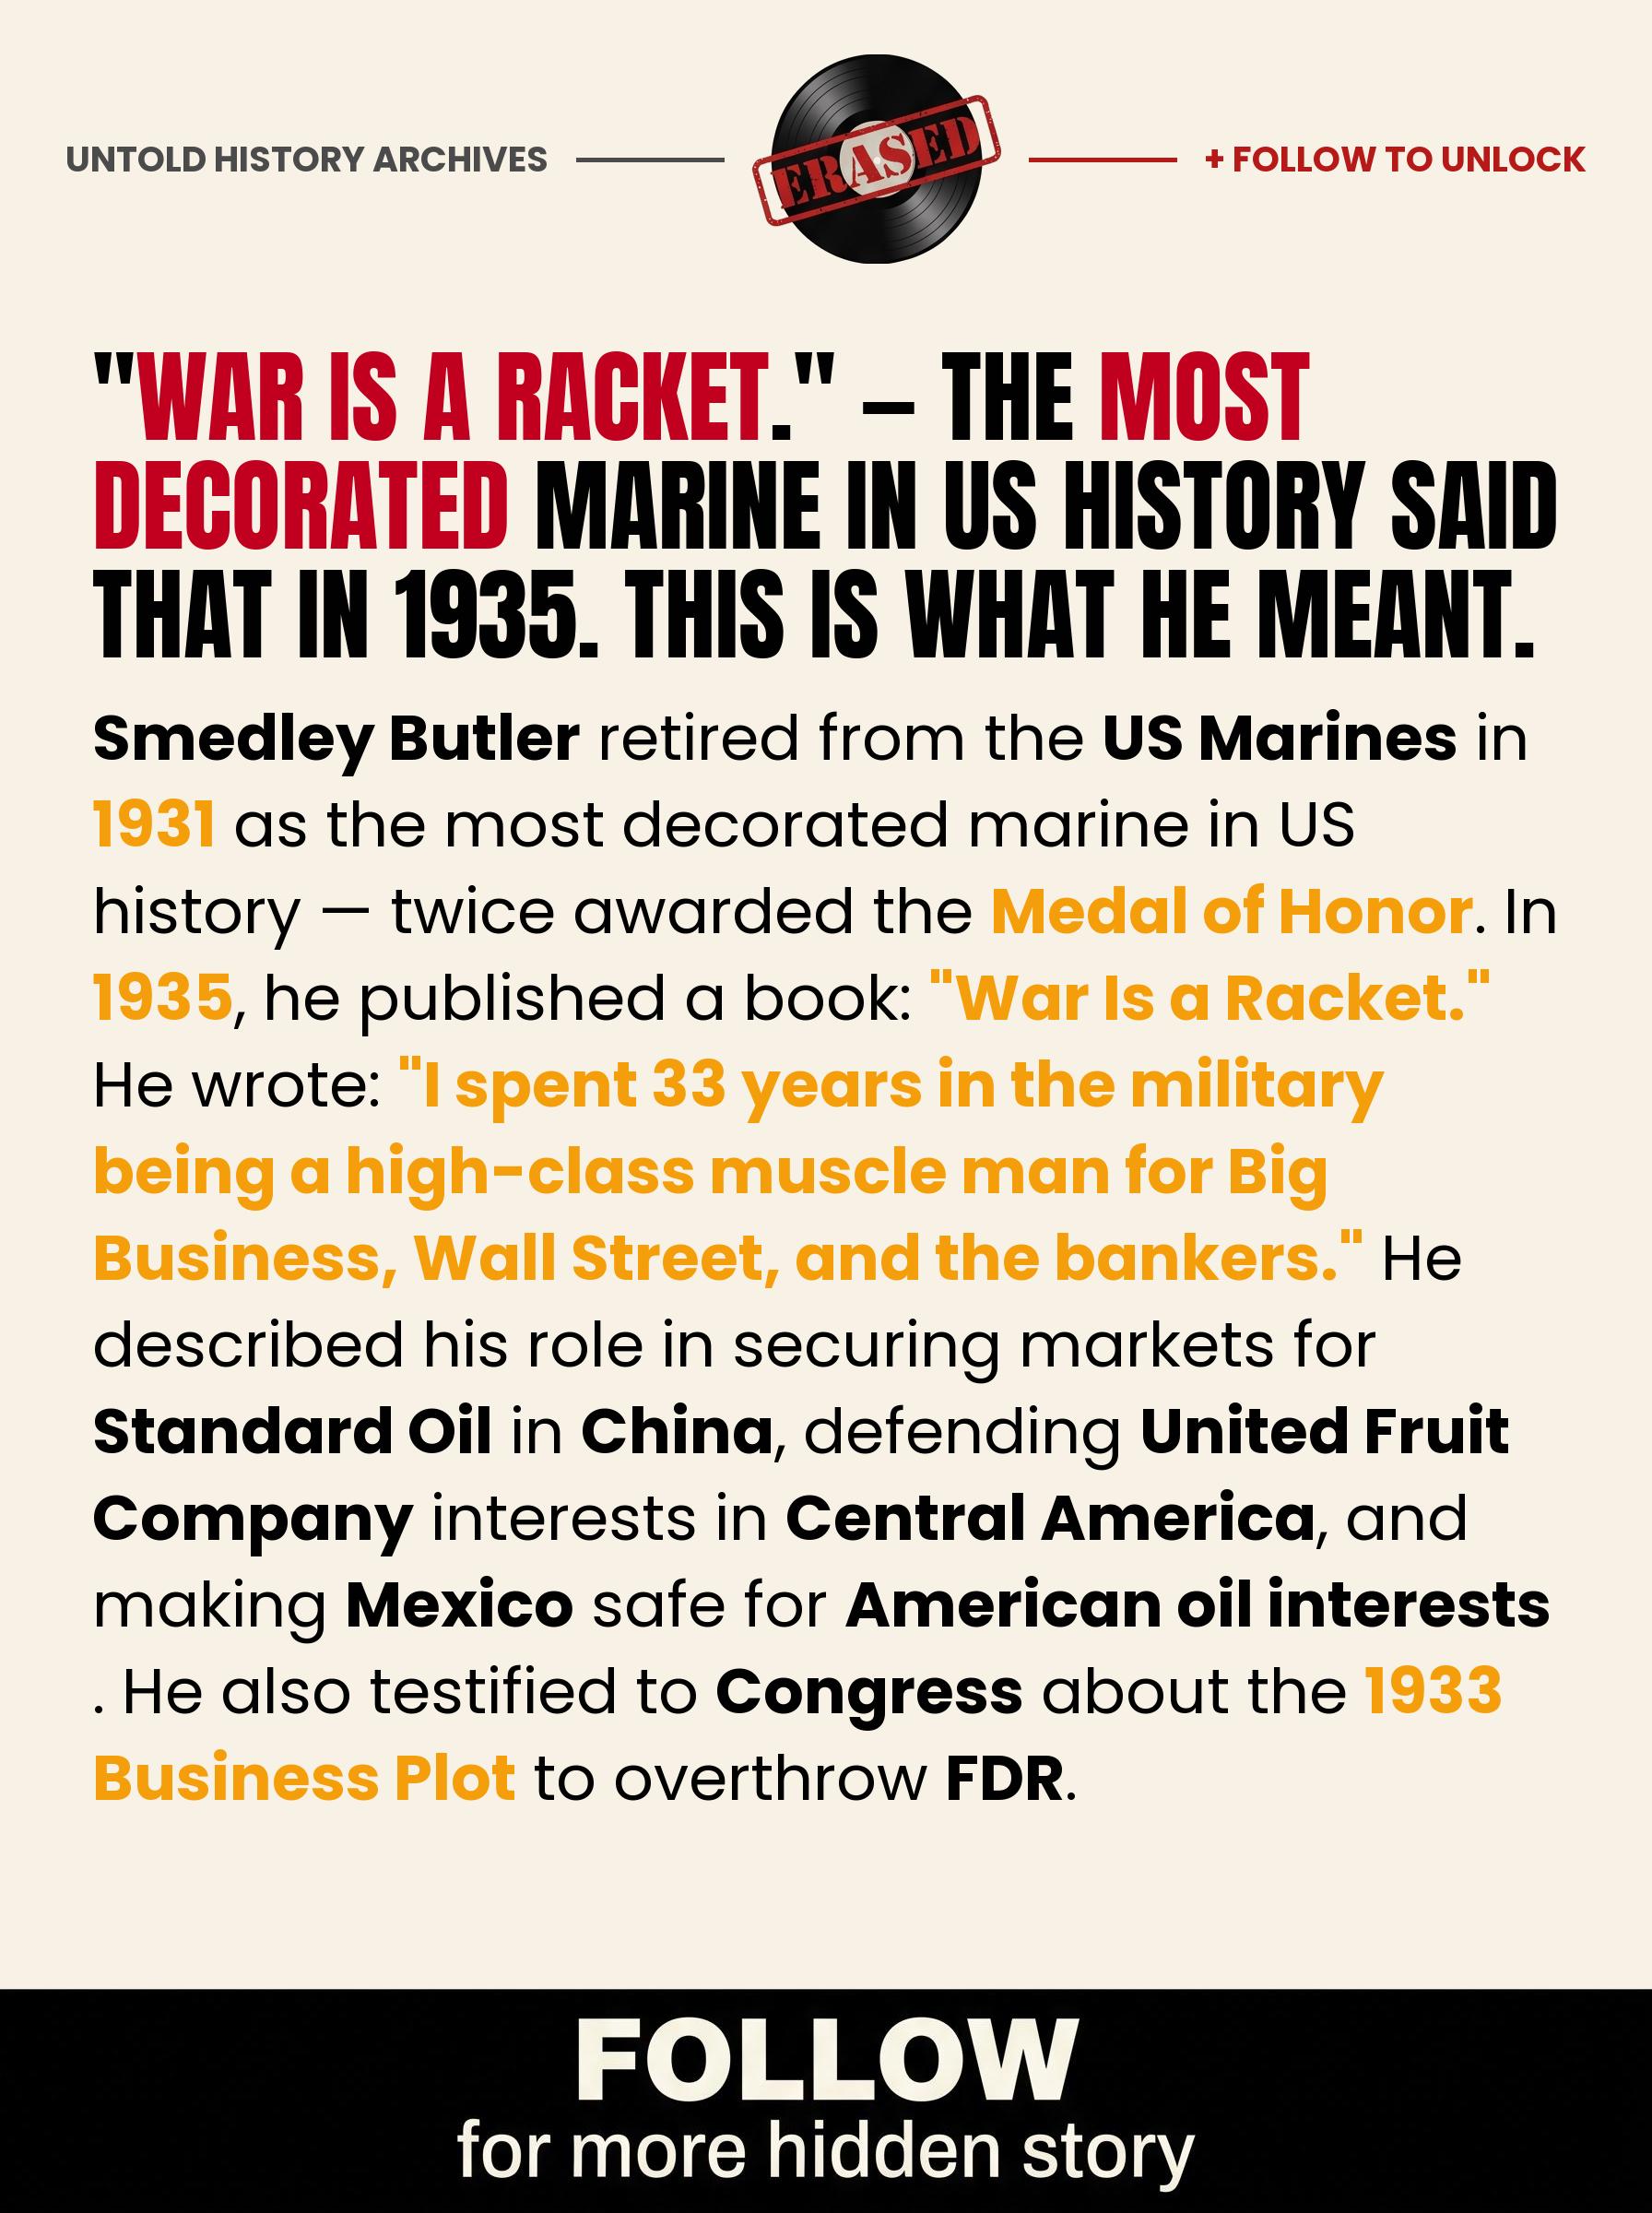 UNTOLD HISTORY ARCHIVES
ERASED
+ FOLLOW TO UNLOCK
"WAR IS A RACKET." – THE MOST
DECORATED MARINE IN US HISTORY SAID
THAT IN 1935. THIS IS WHAT HE MEANT.
Smedley Butler retired from the US Marines in
1931 as the most decorated marine in US
history — twice awarded the Medal of Honor. In
1935, he published a book: "War Is a Racket."
He wrote: "I spent 33 years in the military
being a high-class muscle man for Big
Business, Wall Street, and the bankers." He
described his role in securing markets for
Standard Oil in China, defending United Fruit
Company interests in Central America, and
making Mexico safe for American oil interests
. He also testified to Congress about the 1933
Business Plot to overthrow FDR.
FOLLOW
for more hidden story